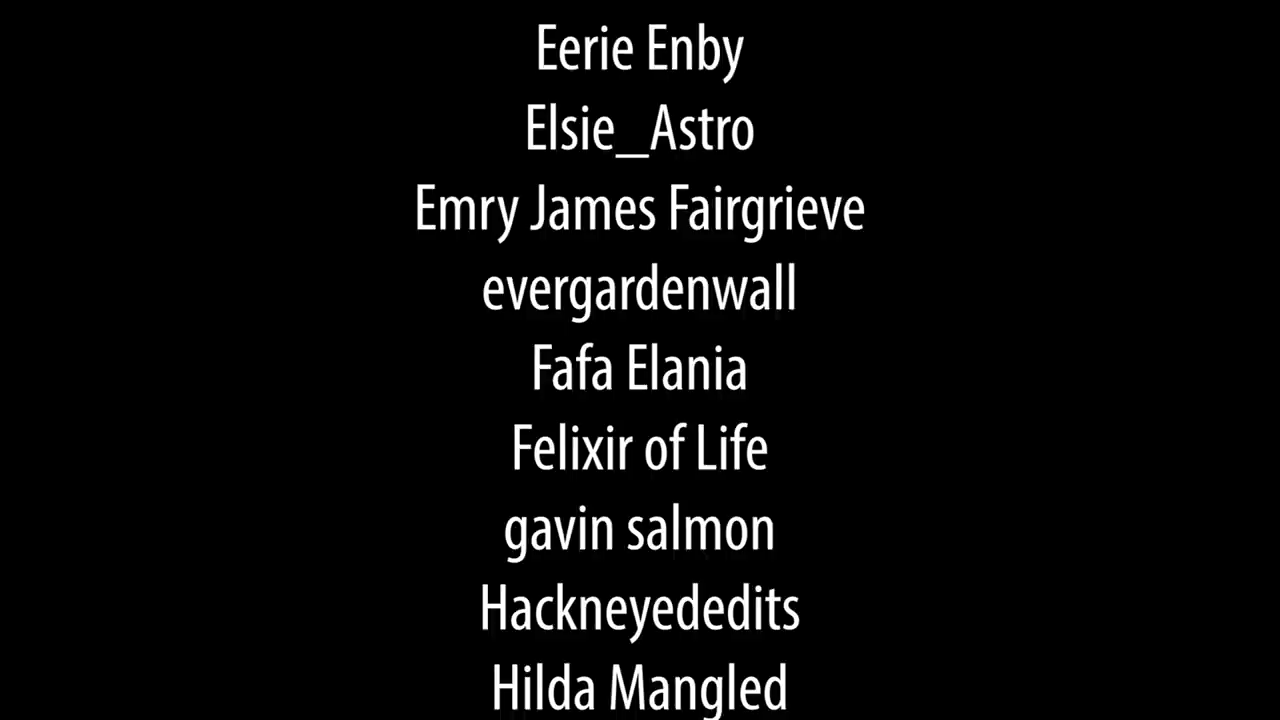 Eerie Enby
Elsie_Astro
Emry James Fairgrieve
evergardenwall
Fafa Elania
Felixir of Life
gavin salmon
Hackneyededits
Hilda Mangled